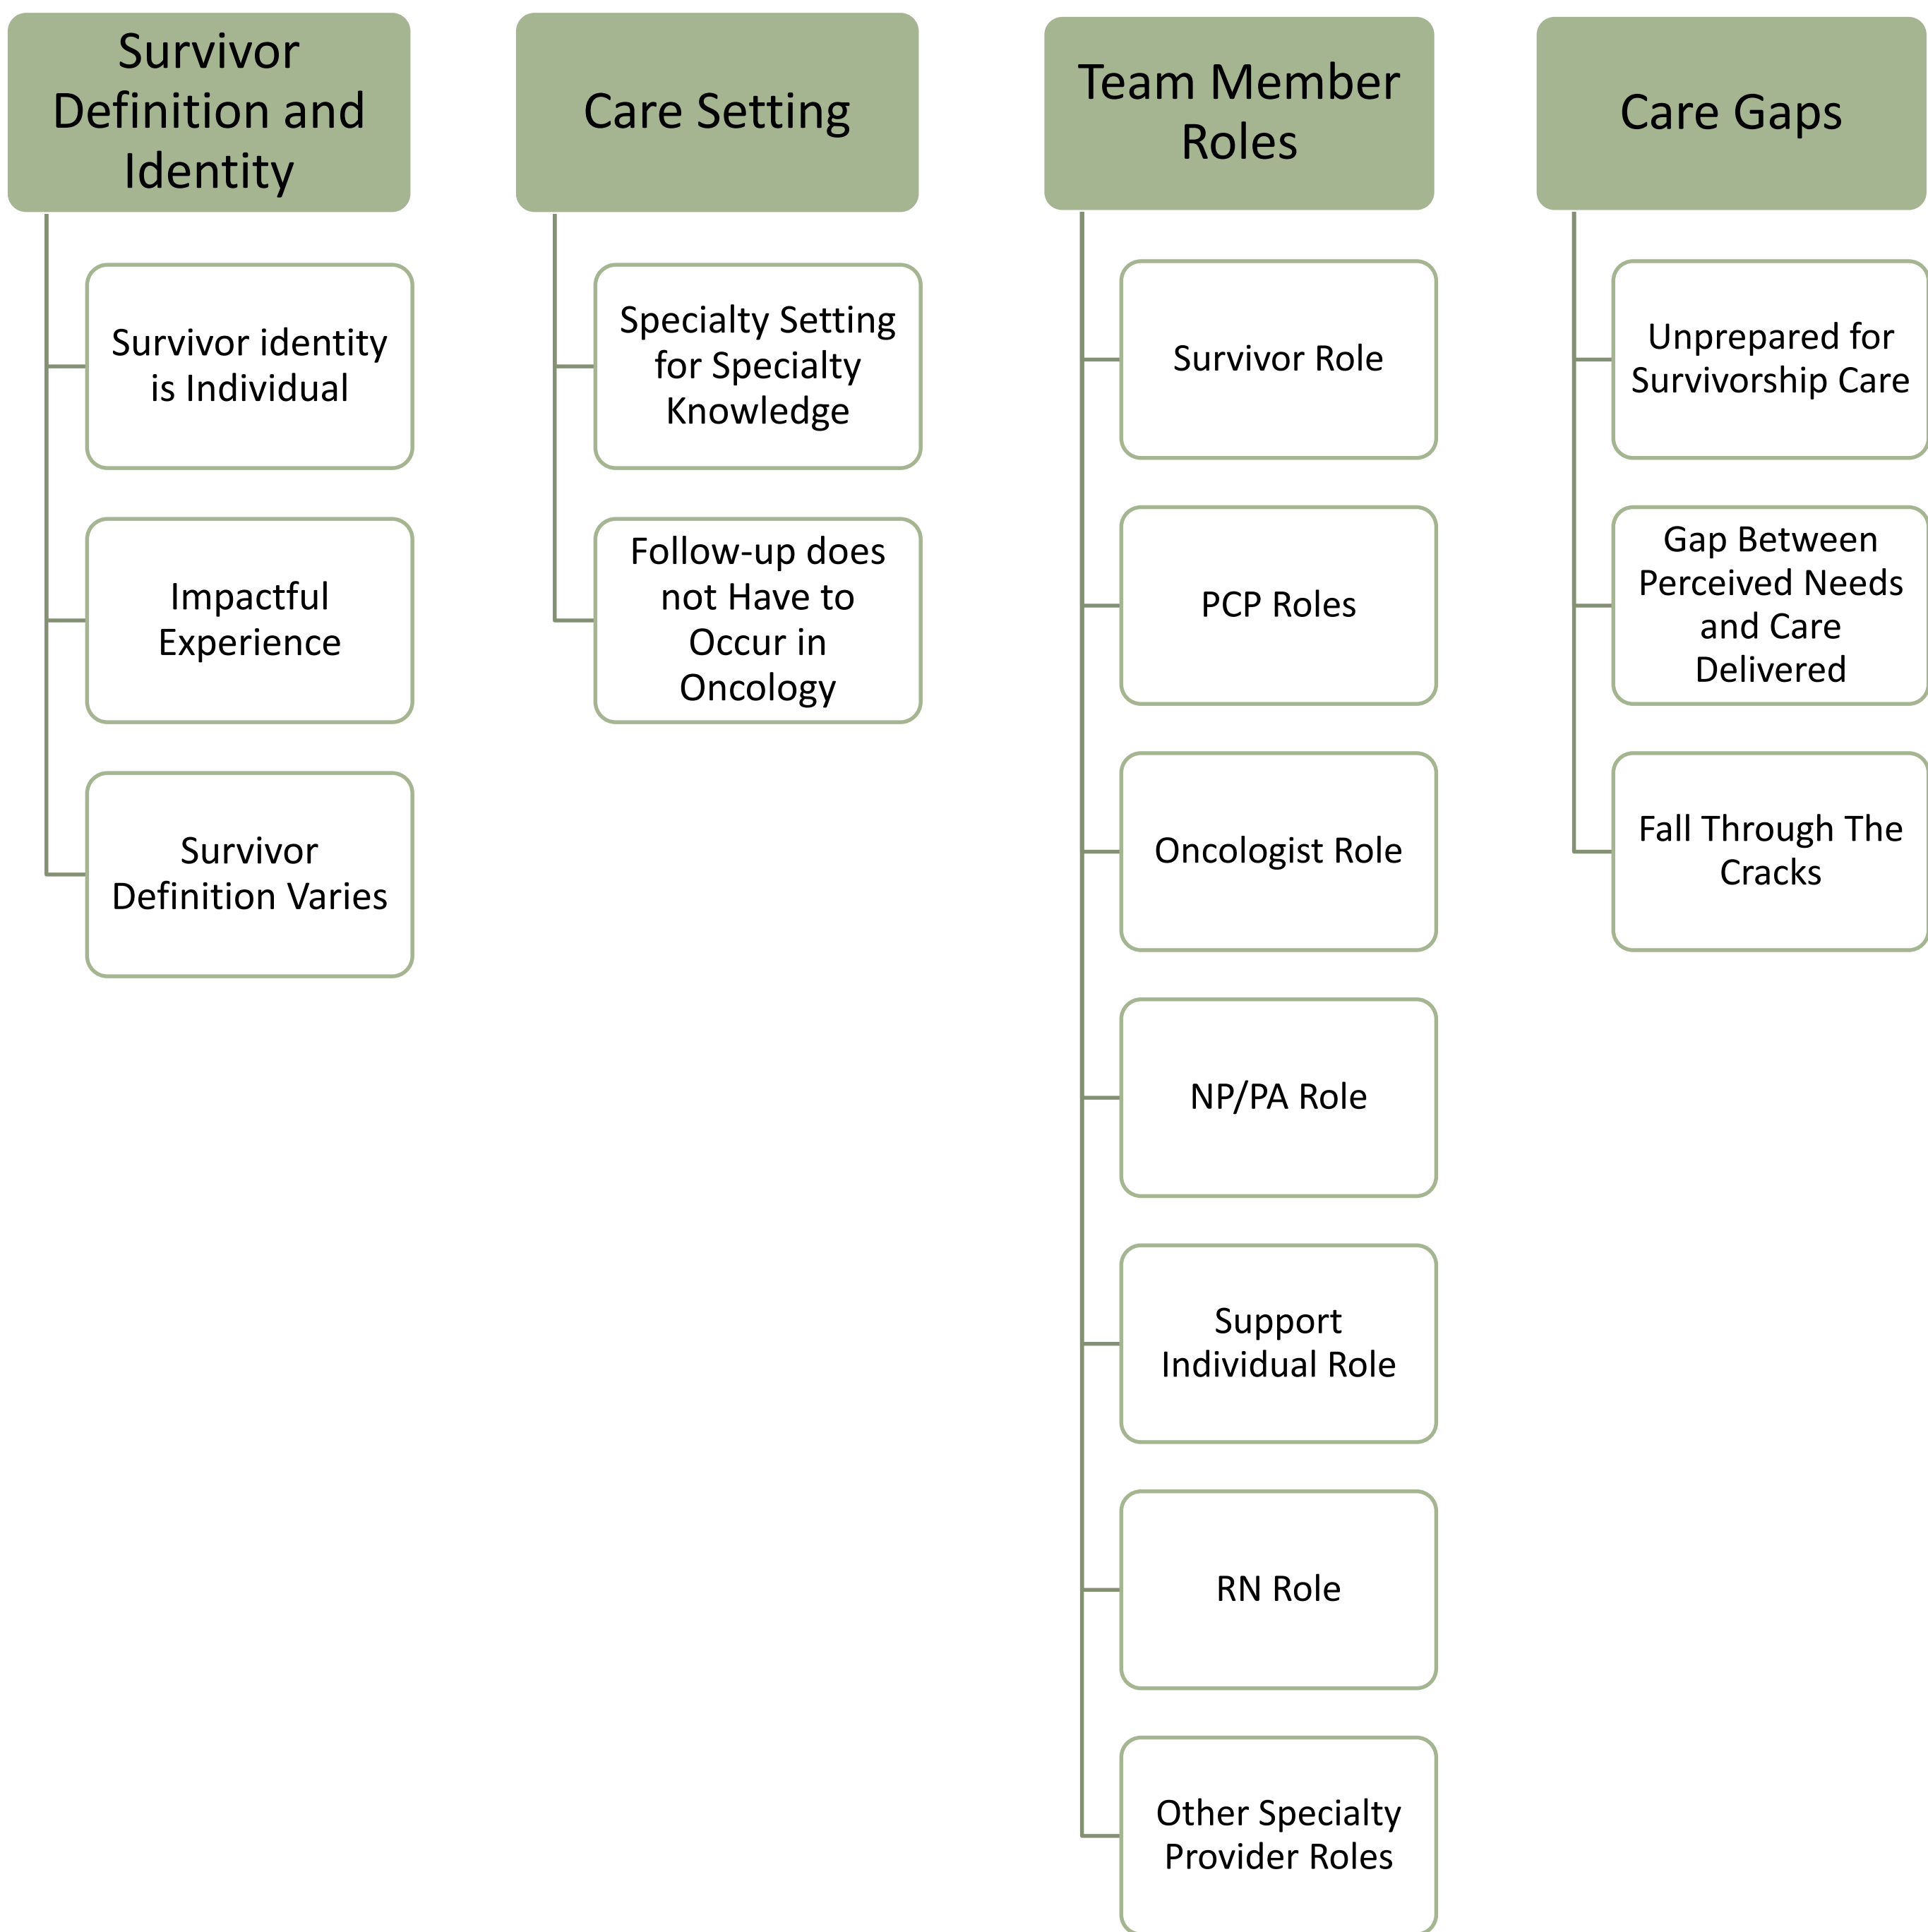 Survivor
Definition and
Identity
Survivor identity
is Individual
Impactful
Experience
Survivor
Definition Varies
Care Setting
Specialty Setting
for Specialty
Knowledge
Follow-up does
not Have to
Occur in
Oncology
Team Member
Roles
Survivor Role
PCP Roles
Oncologist Role
NP/PA Role
Support
Individual Role
RN Role
Other Specialty
Provider Roles
Care Gaps
Unprepared for
Survivorship Care
Gap Between
Perceived Needs
and Care
Delivered
Fall Through The
Cracks